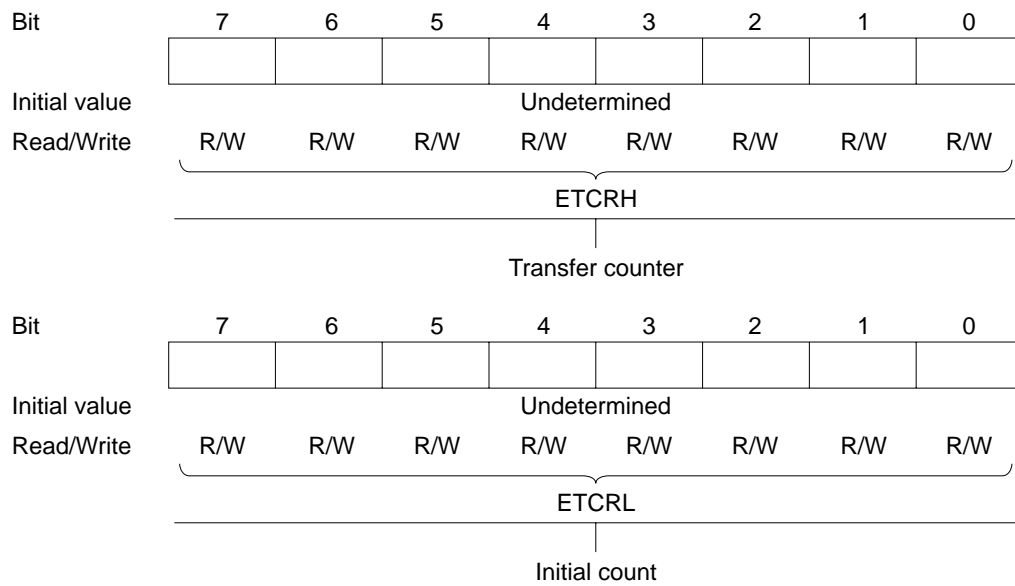 Bit 7 6 5 4 3 2 1 0
Initial value Undetermined
Read/Write R/W R/W R/W R/W R/W R/W R/W R/W
ETCRH
Transfer counter
Bit 7 6 5 4 3 2 1 0
Initial value Undetermined
Read/Write R/W R/W R/W R/W R/W R/W R/W R/W
ETCRL
Initial count